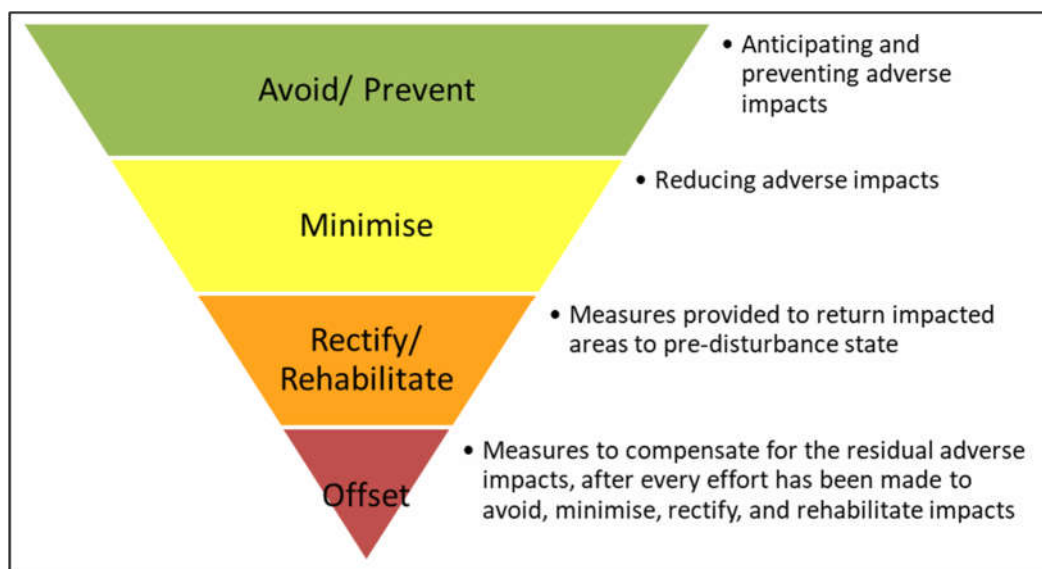 Avoid/ Prevent
• Anticipating and
preventing adverse
impacts
Minimise
• Reducing adverse impacts
Rectify/
Rehabilitate
• Measures provided to return impacted
areas to pre-disturbance state
Offset
• Measures to compensate for the residual adverse
impacts, after every effort has been made to
avoid, minimise, rectify, and rehabilitate impacts